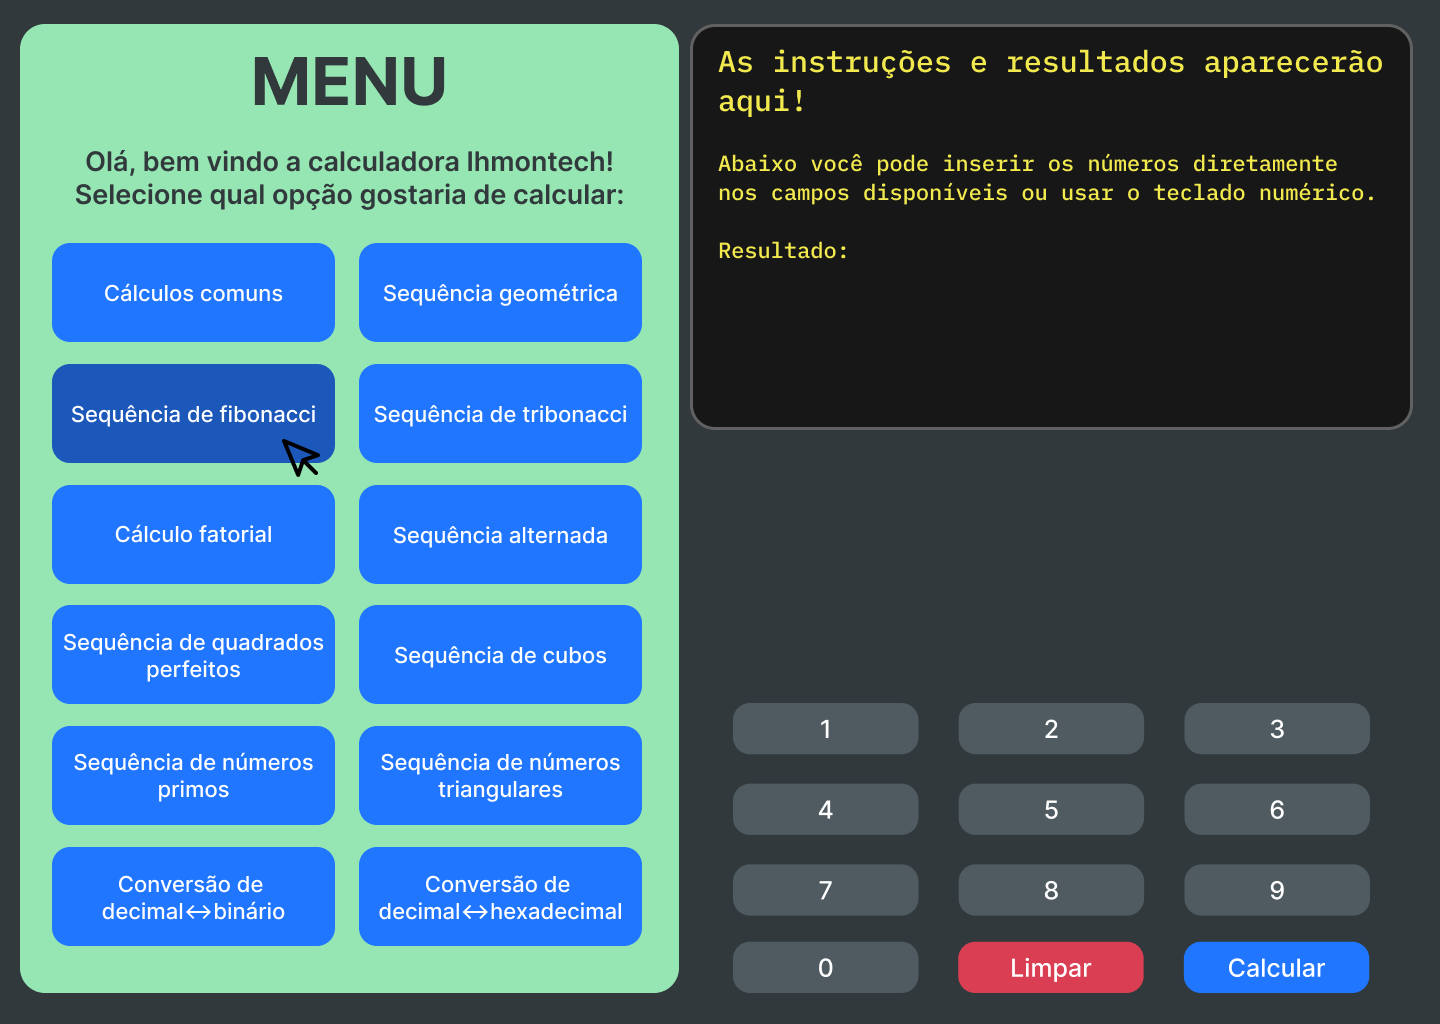 MENU
Olá, bem vindo a calculadora lhmontech!
Selecione qual opção gostaria de calcular:
Cálculos comuns
Sequência geométrica
Sequência de fibonacci
Sequência de tribonacci
Cálculo fatorial
Sequência alternada
Sequência de quadrados
perfeitos
Sequência de cubos
Sequência de números
primos
Sequência de números
triangulares
Conversão de
decimal↔binário
Conversão de
decimal↔hexadecimal
As instruções e resultados aparecerão
aqui!
Abaixo você pode inserir os números diretamente
nos campos disponíveis ou usar o teclado numérico.
Resultado:
1
2
3
4
5
6
7
8
9
0
Limpar
Calcular